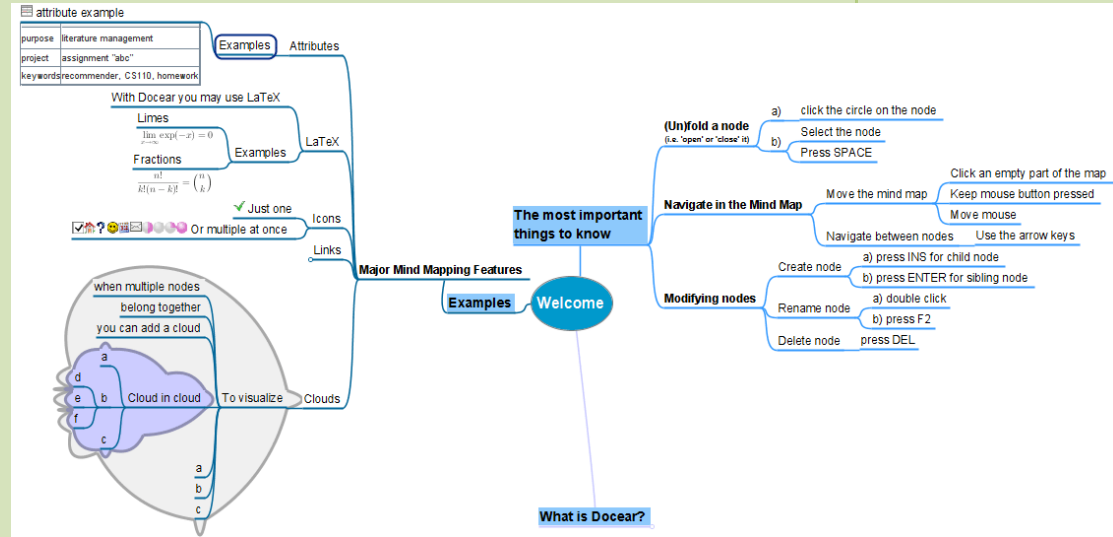 attribute example
purpose literature management
project assignment "abc"
keywords recommender, CS110, homework
Examples
Attributes
With Docear you may use LaTeX
Limes
lim exp(−x) = 0
x→∞
Fractions
n!
k!(n − k)!
= (n k)
Examples
LaTeX
Just one
Or multiple at once
Icons
Links
Major Mind Mapping Features
when multiple nodes
belong together
you can add a cloud
a
d
e
f
b
c
Cloud in cloud
To visualize
Clouds
a
b
c
Examples
Welcome
The most important
things to know
(Un)fold a node
(i.e. 'open' or 'close' it)
a) click the circle on the node
b)
Select the node
Press SPACE
Navigate in the Mind Map
Move the mind map
Click an empty part of the map
Keep mouse button pressed
Move mouse
Navigate between nodes
Use the arrow keys
Modifying nodes
Create node
a) press INS for child node
b) press ENTER for sibling node
Rename node
a) double click
b) press F2
Delete node
press DEL
What is Docear?